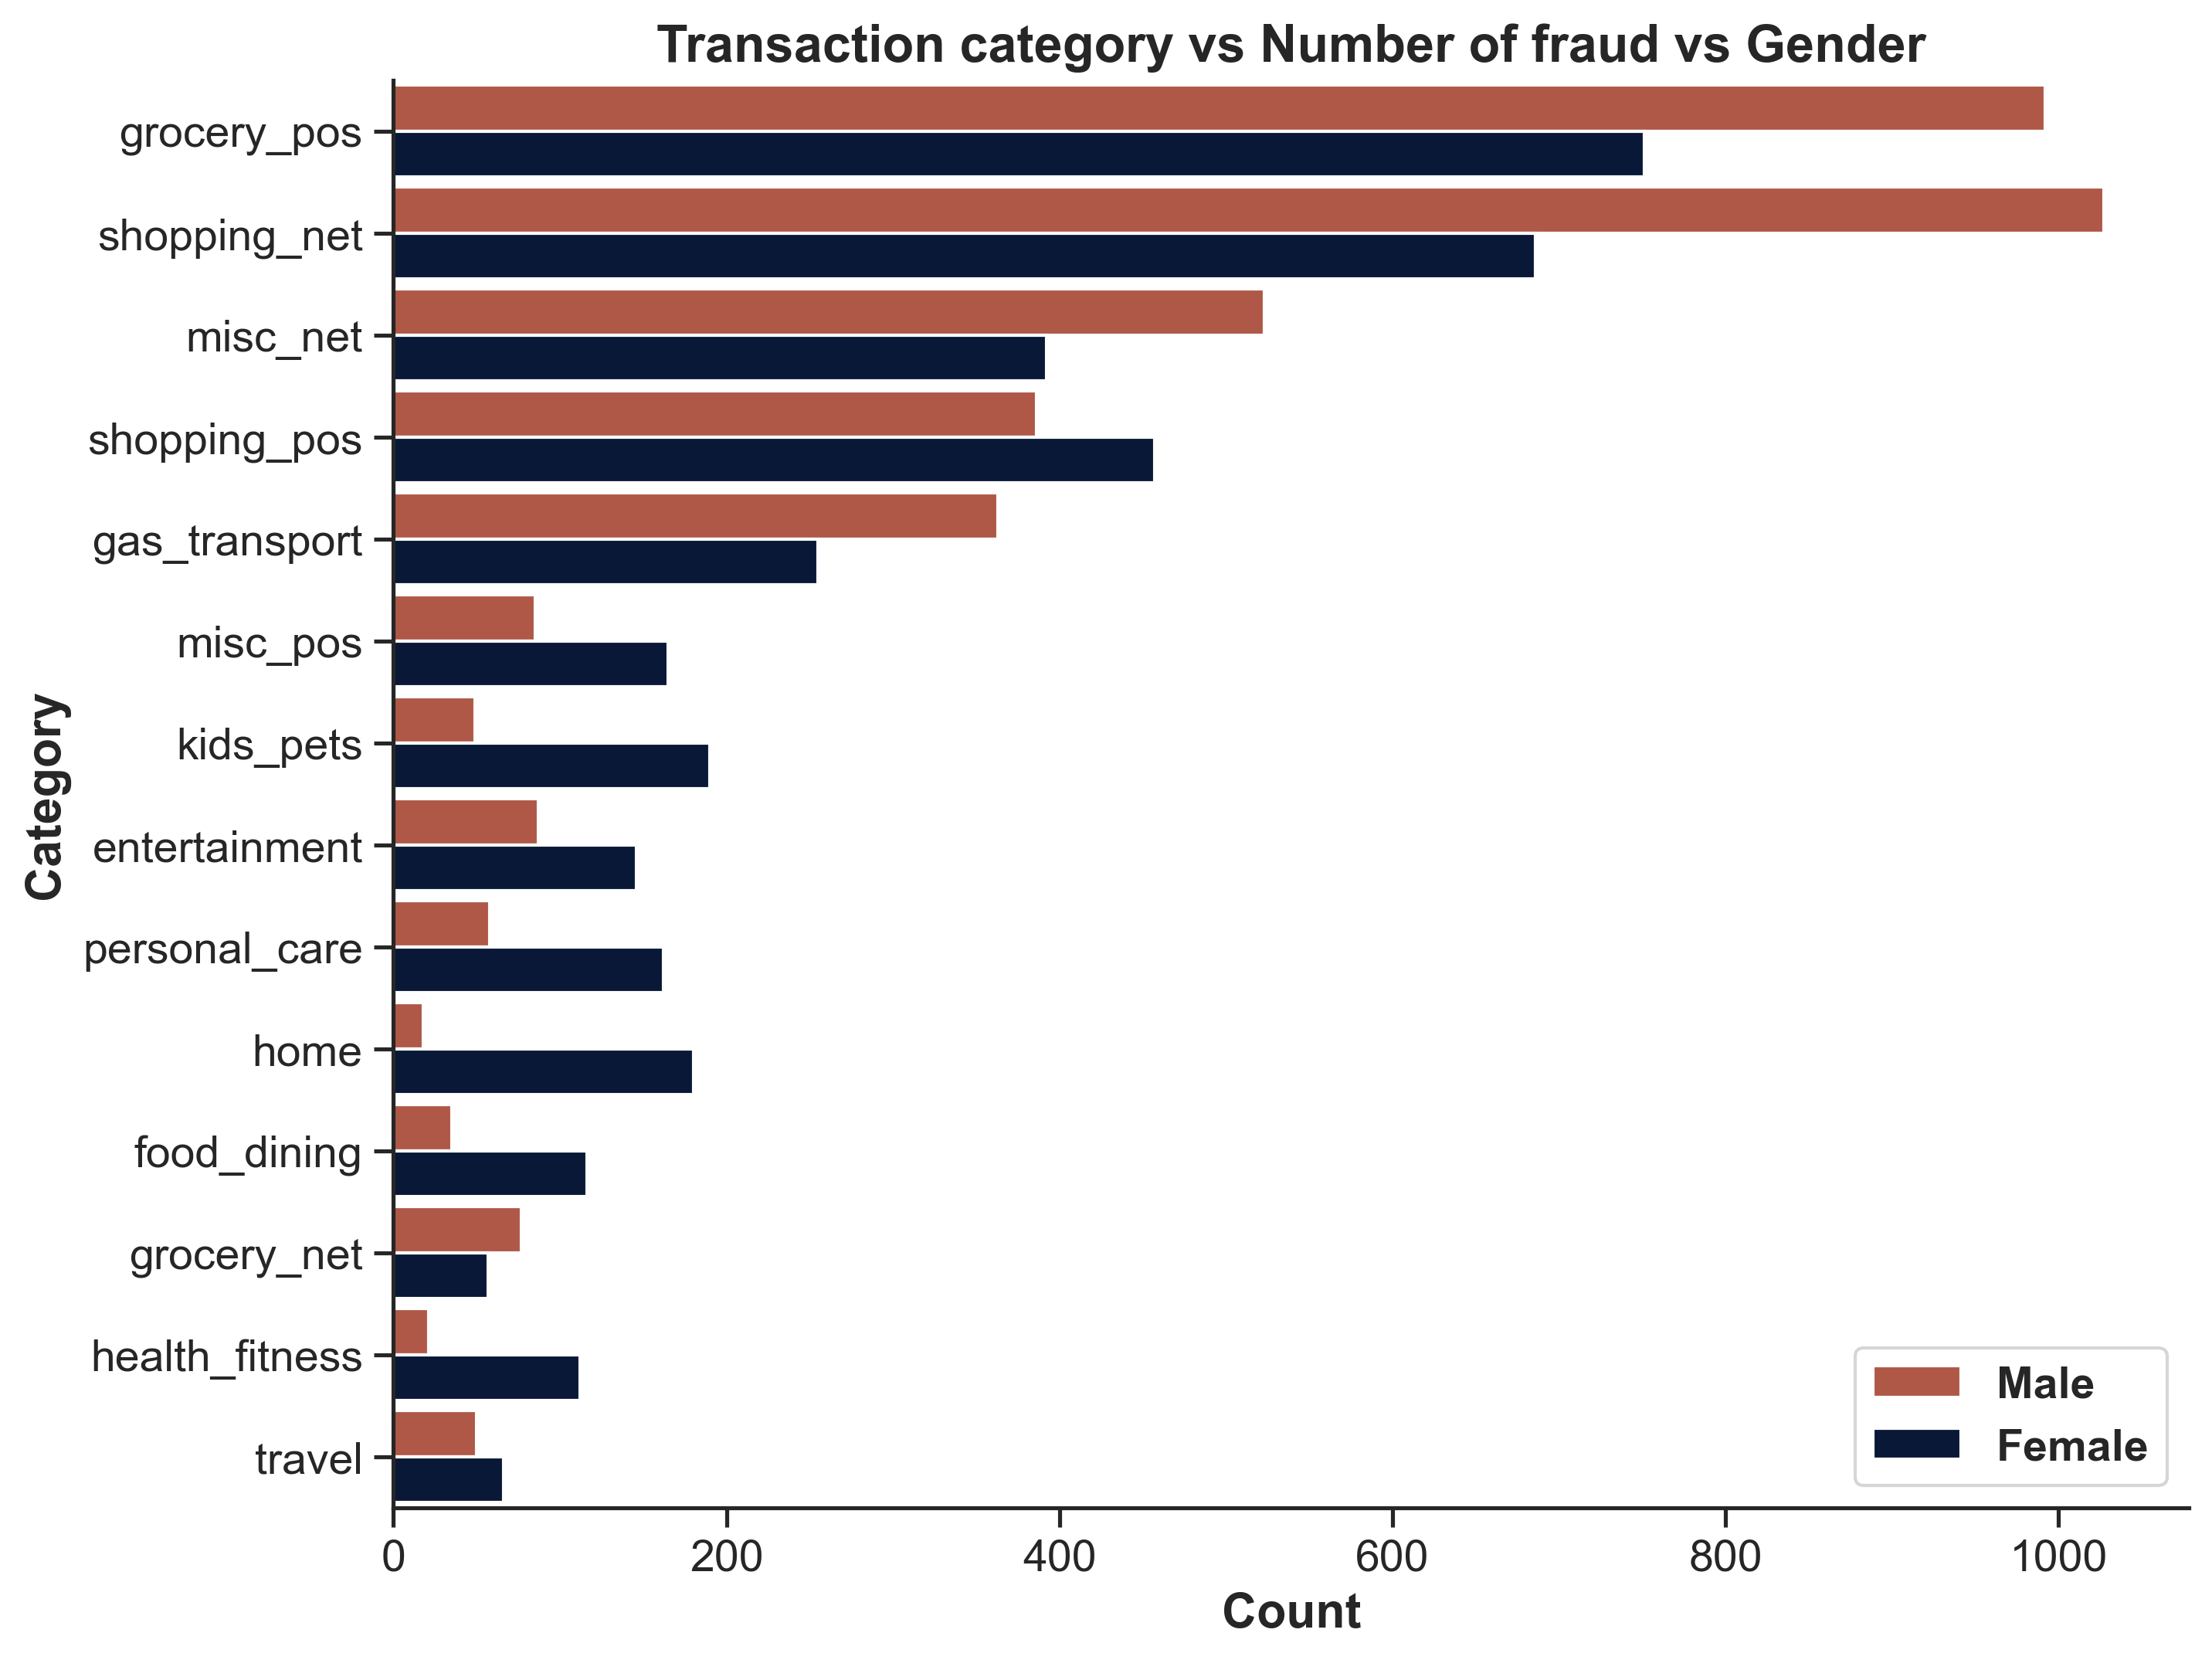 Transaction category vs Number of fraud vs Gender
grocery_pos
shopping_net
misc_net
shopping_pos
gas_transport
misc_pos
kids_pets
entertainment
personal_care
home
food_dining
grocery_net
health_fitness
travel
Category
Male
Female
0 200 400 600 800 1000
Count